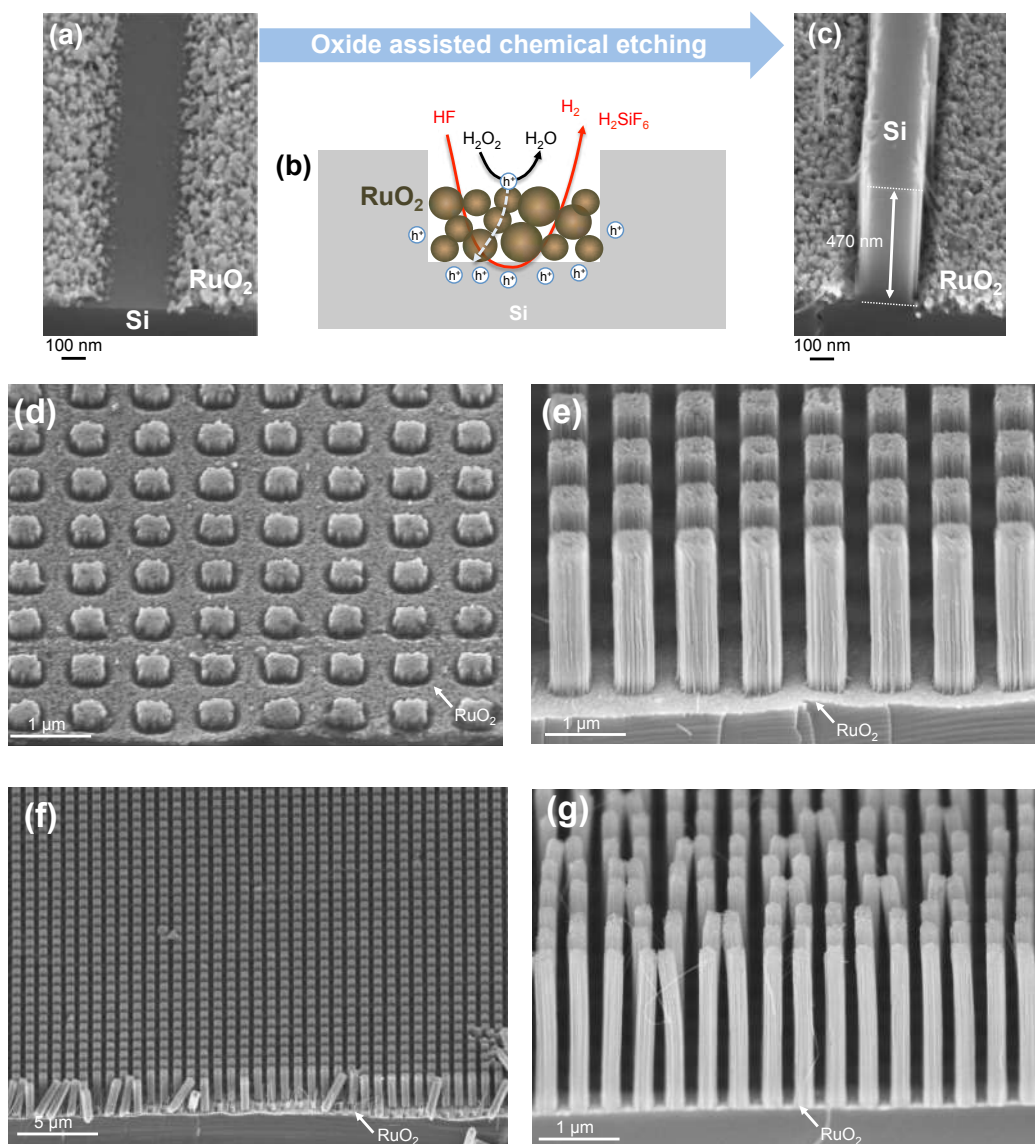 (a)
Oxide assisted chemical etching
(c)
RuO₂
Si
100 nm
(b)
HF
H₂O₂
H₂O
H₂
H₂SiF₆
h⁺
RuO₂
h⁺
h⁺
h⁺
h⁺
h⁺
h⁺
h⁺
Si
Si
470 nm
RuO₂
100 nm
(d)
RuO₂
1 µm
(e)
RuO₂
1 µm
(f)
RuO₂
5 µm
(g)
RuO₂
1 µm